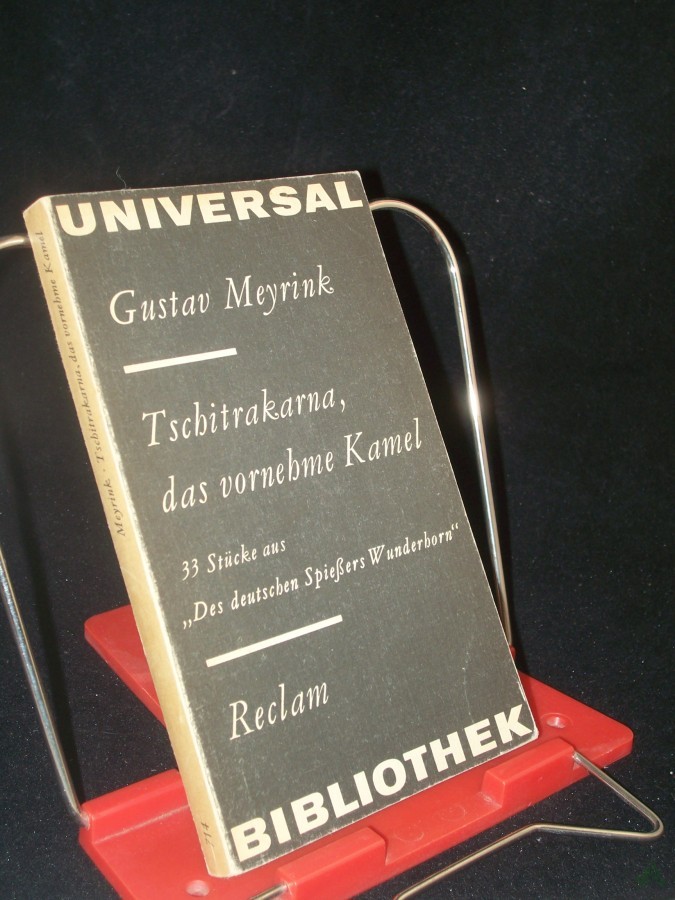 UNIVERSAL
Gustav Meyrink
Tschitrakarna,
das vornehme Kamel
33 Stücke aus
„Des deutschen Spießers Wunderhorn“
Reclam
BIBLIOTHEK
Meyrink · Tschitrakarna, das vornehme Kamel